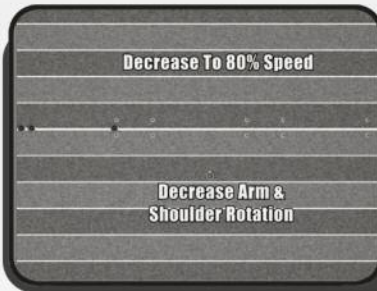 Decrease To 80% Speed
Decrease Arm &
Shoulder Rotation